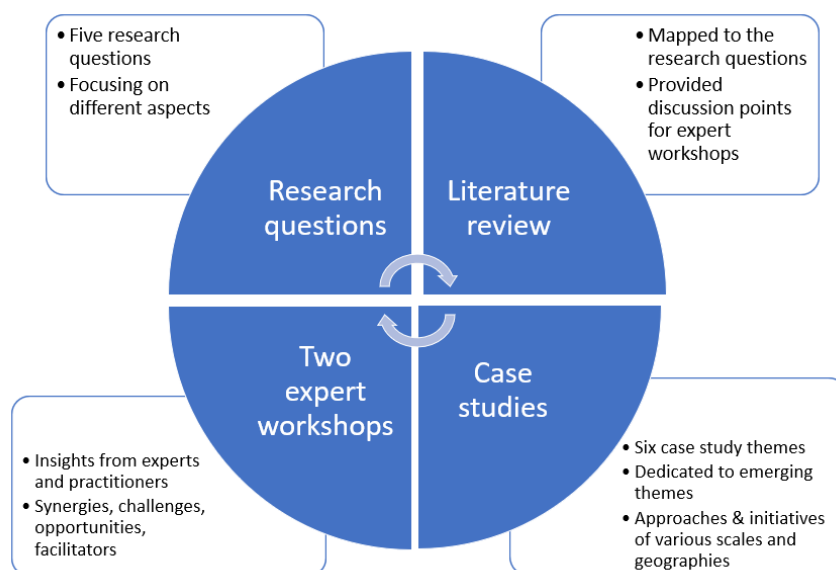 • Five research
questions
• Focusing on
different aspects
• Mapped to the
research questions
• Provided
discussion points
for expert
workshops
Research
questions
Literature
review
Two
expert
workshops
Case
studies
• Insights from experts
and practitioners
• Synergies, challenges,
opportunities,
facilitators
• Six case study themes
• Dedicated to emerging
themes
• Approaches & initiatives
of various scales and
geographies